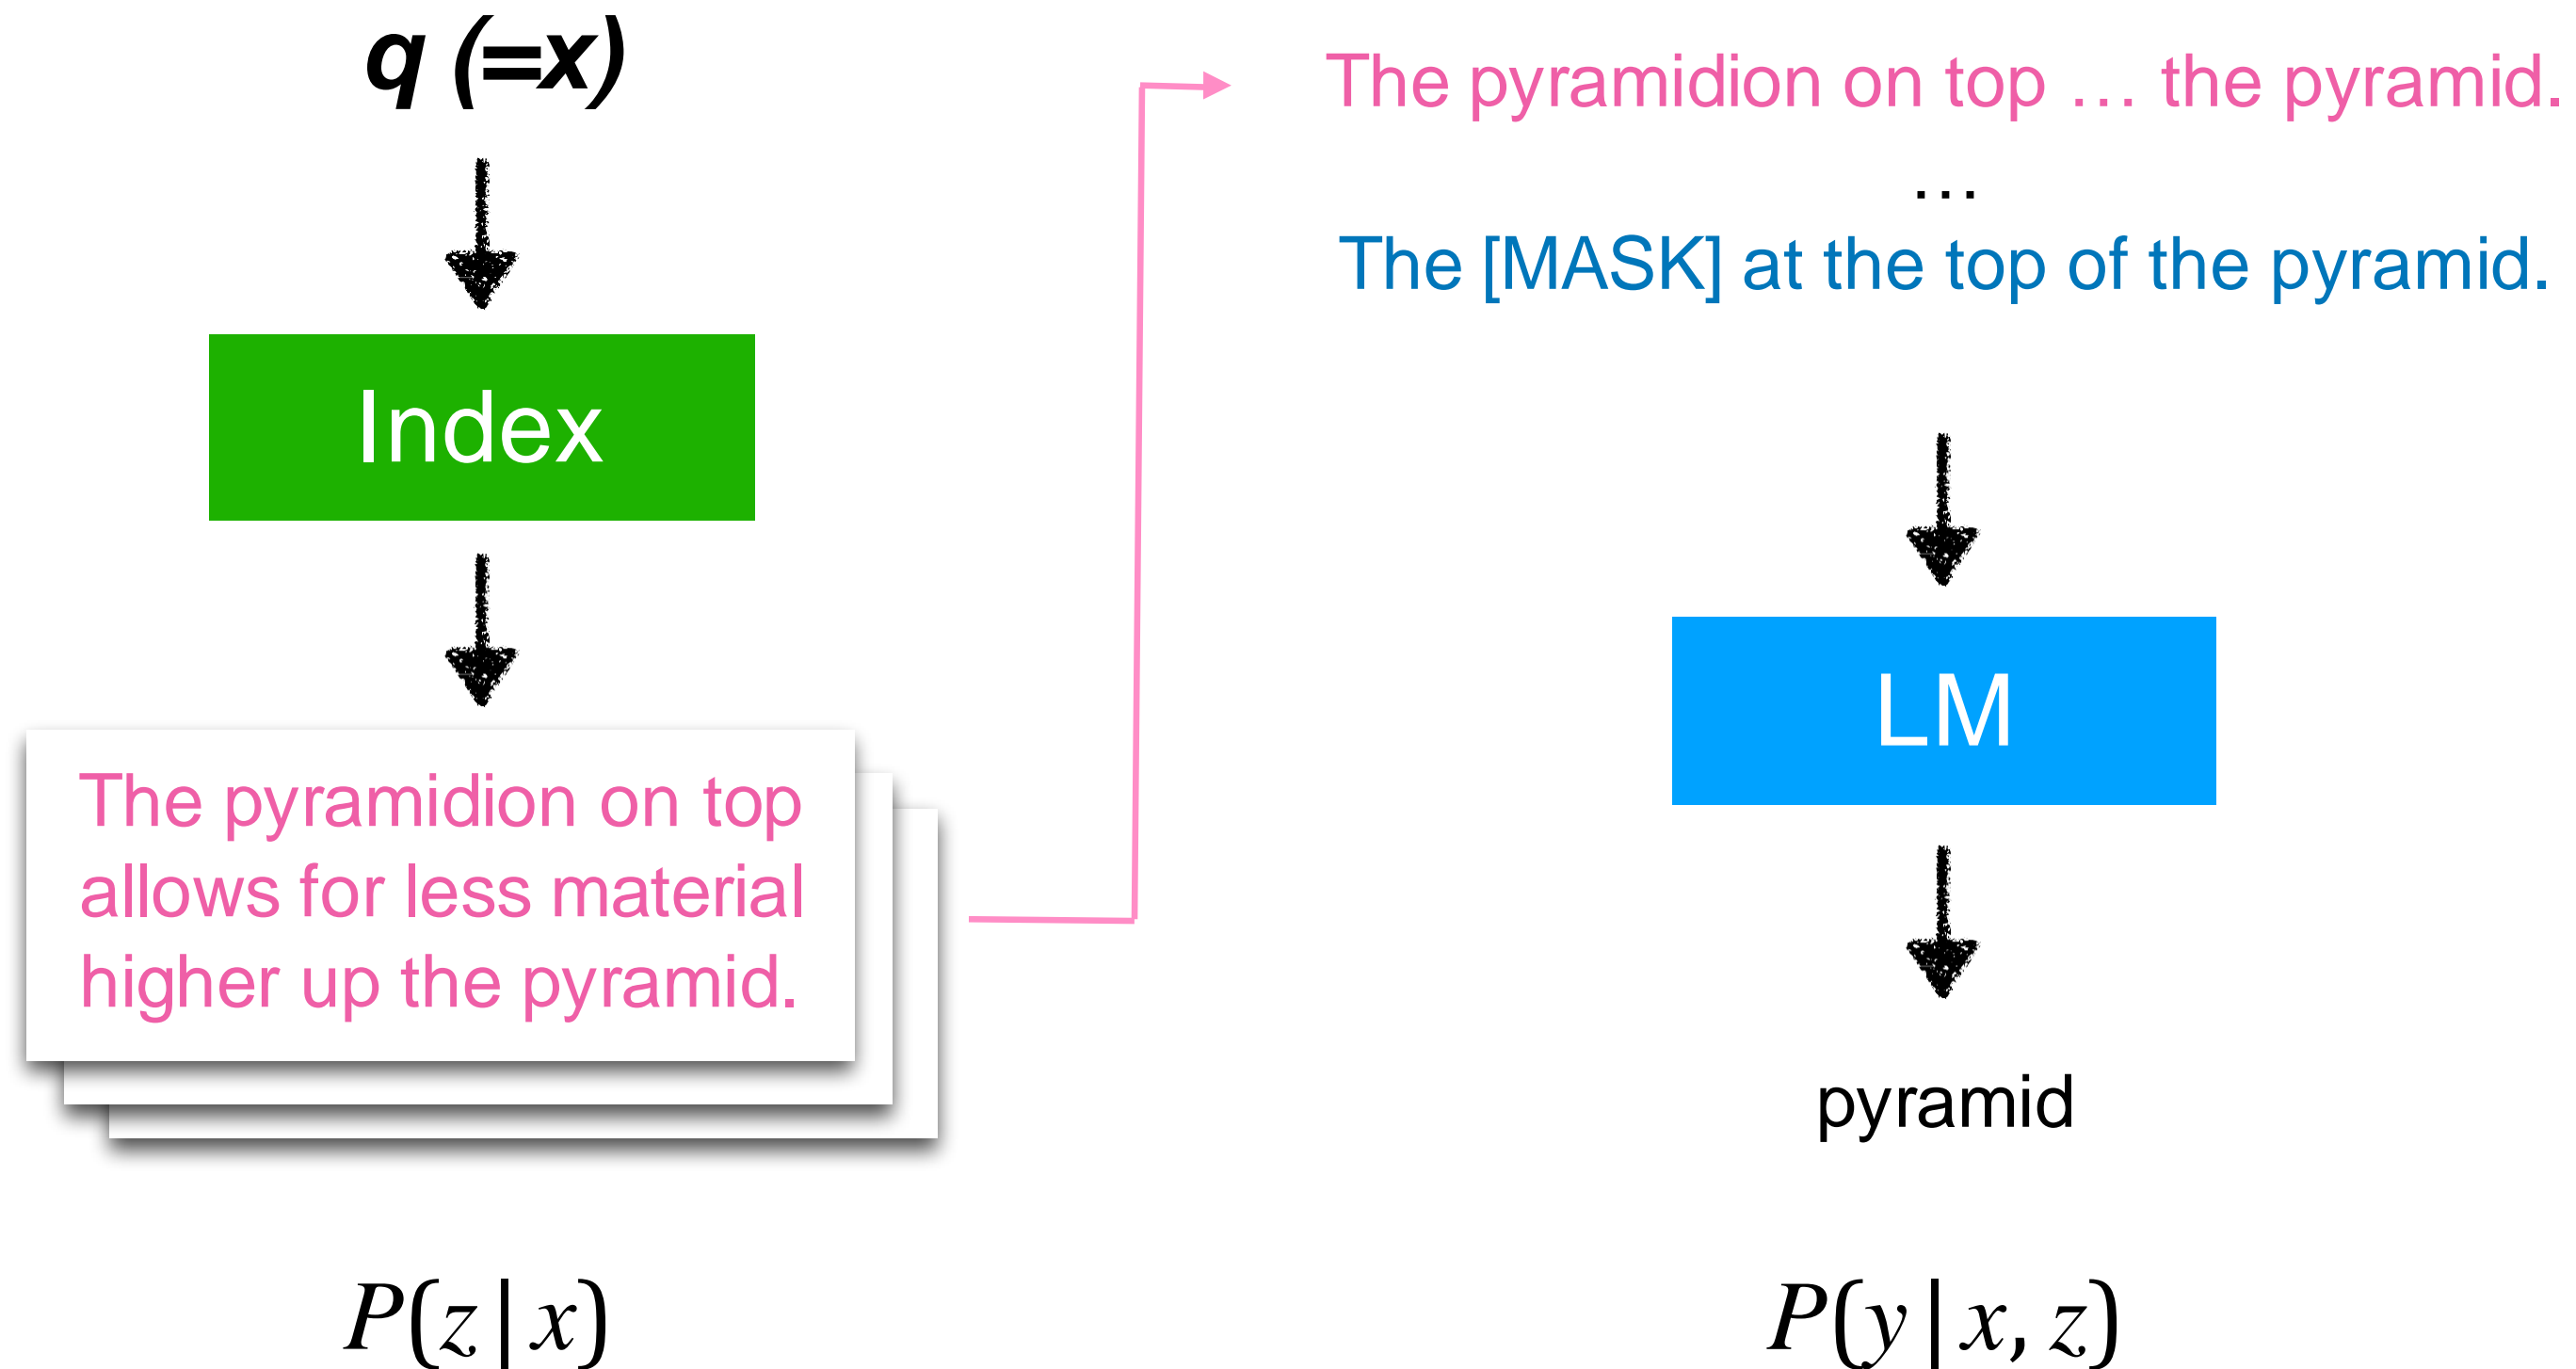 q (=x)
Index
The pyramidion on top
allows for less material
higher up the pyramid.
P(z | x)
The pyramidion on top … the pyramid.
…
The [MASK] at the top of the pyramid.
LM
pyramid
P(y | x, z)